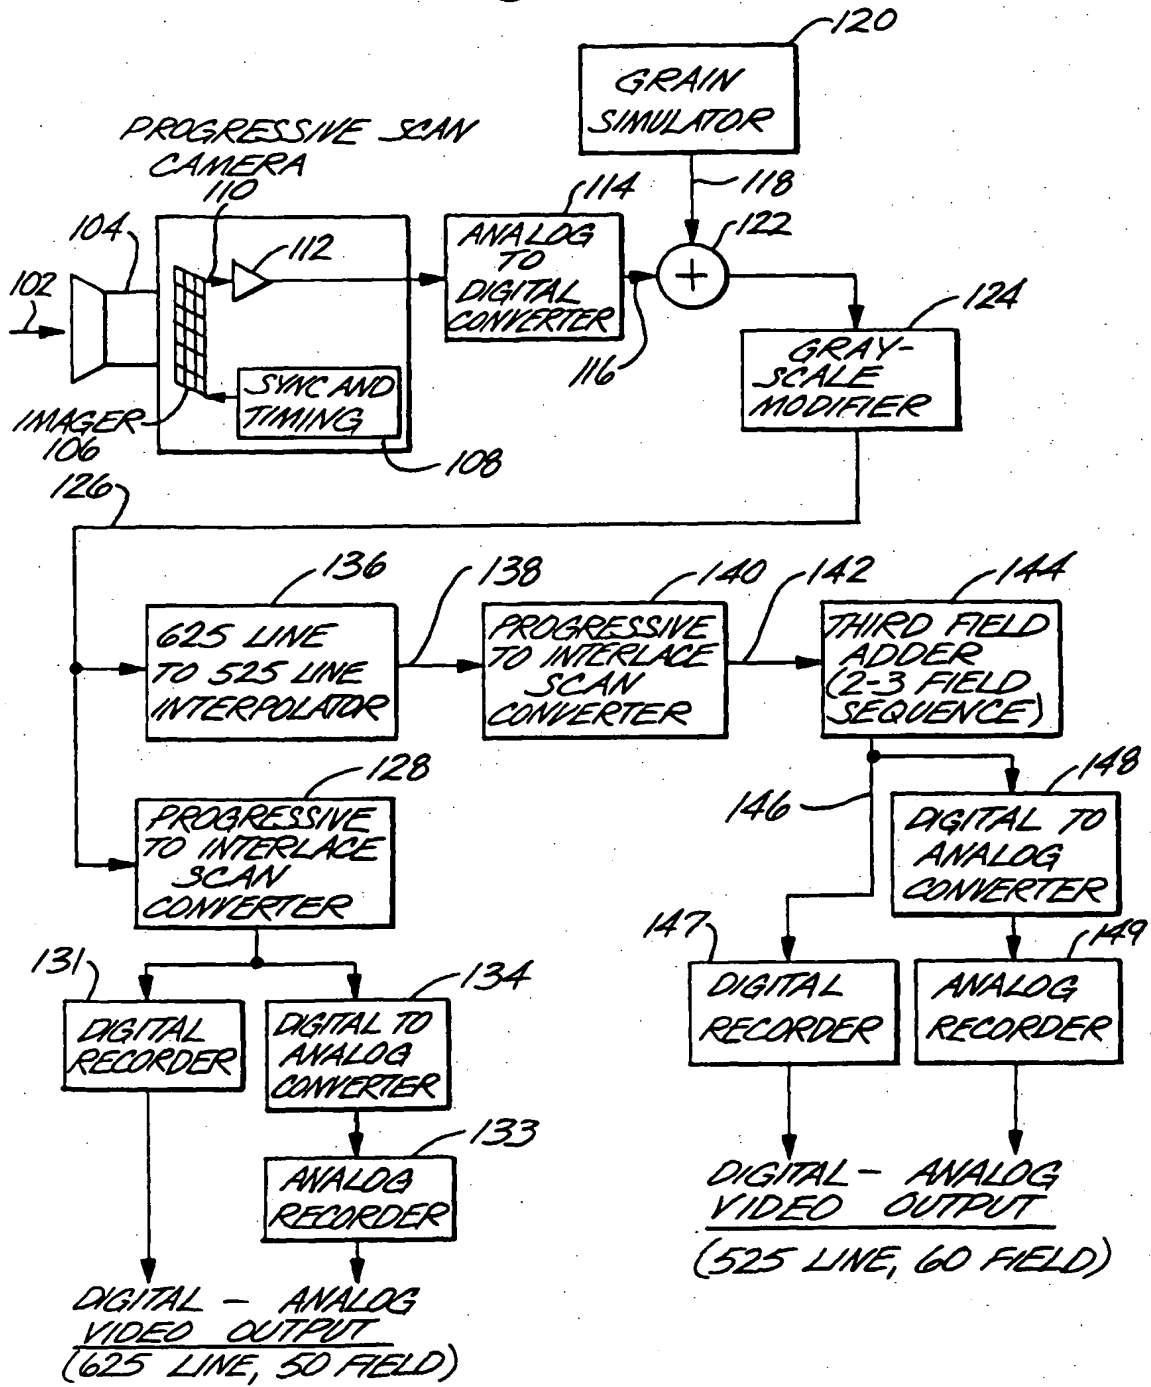 120
GRAIN
SIMULATOR
PROGRESSIVE SCAN
CAMERA
110
118
114
122
104
112
ANALOG
TO
DIGITAL
CONVERTER
+
102
124
116
GRAY-
SCALE
MODIFIER
SYNC AND
TIMING
IMAGER
106
108
126
136
138
140
142
144
625 LINE
TO 525 LINE
INTERPOLATOR
PROGRESSIVE
TO INTERLACE
SCAN
CONVERTER
THIRD FIELD
ADDER
(2-3 FIELD
SEQUENCE)
128
148
146
PROGRESSIVE
TO INTERLACE
SCAN
CONVERTER
DIGITAL TO
ANALOG
CONVERTER
131
134
147
149
DIGITAL
RECORDER
DIGITAL TO
ANALOG
CONVERTER
DIGITAL
RECORDER
ANALOG
RECORDER
133
ANALOG
RECORDER
DIGITAL - ANALOG
VIDEO OUTPUT
(525 LINE, 60 FIELD)
DIGITAL - ANALOG
VIDEO OUTPUT
(625 LINE, 50 FIELD)